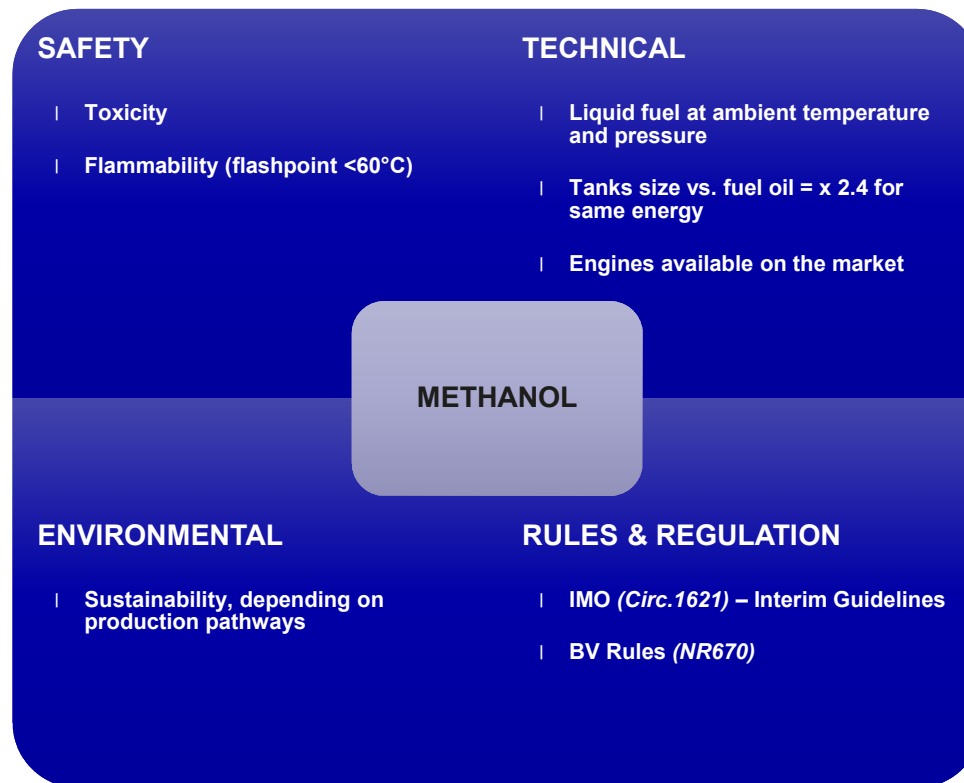 SAFETY
Toxicity
Flammability (flashpoint <60°C)
TECHNICAL
Liquid fuel at ambient temperature
and pressure
Tanks size vs. fuel oil = x 2.4 for
same energy
Engines available on the market
METHANOL
ENVIRONMENTAL
Sustainability, depending on
production pathways
RULES & REGULATION
IMO (Circ.1621) – Interim Guidelines
BV Rules (NR670)